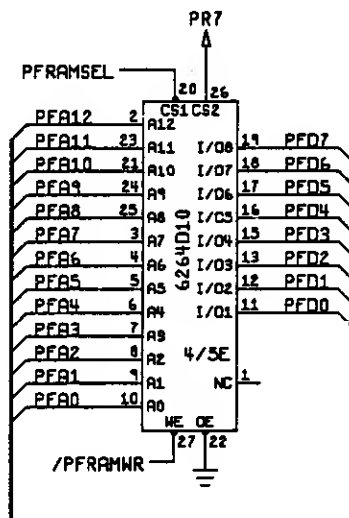 PR7
PFRAMSEL
20 26
CS1 CS2
PFA12 2 A12
PFA11 23 A11 I/O8 19 PFD7
PFA10 21 A10 I/O7 18 PFD6
PFA9 24 A9 I/O6 17 PFD5
PFA8 25 A8 I/O5 16 PFD4
PFA7 3 A7 I/O4 15 PFD3
PFA6 4 A6 I/O3 13 PFD2
PFA5 5 A5 I/O2 12 PFD1
PFA4 6 A4 I/O1 11 PFD0
PFA3 7 A3
PFA2 8 A2
PFA1 9 A1 NC 1
PFA0 10 A0
6264D10
4/5E
WE OE
27 22
/PFRAMWR